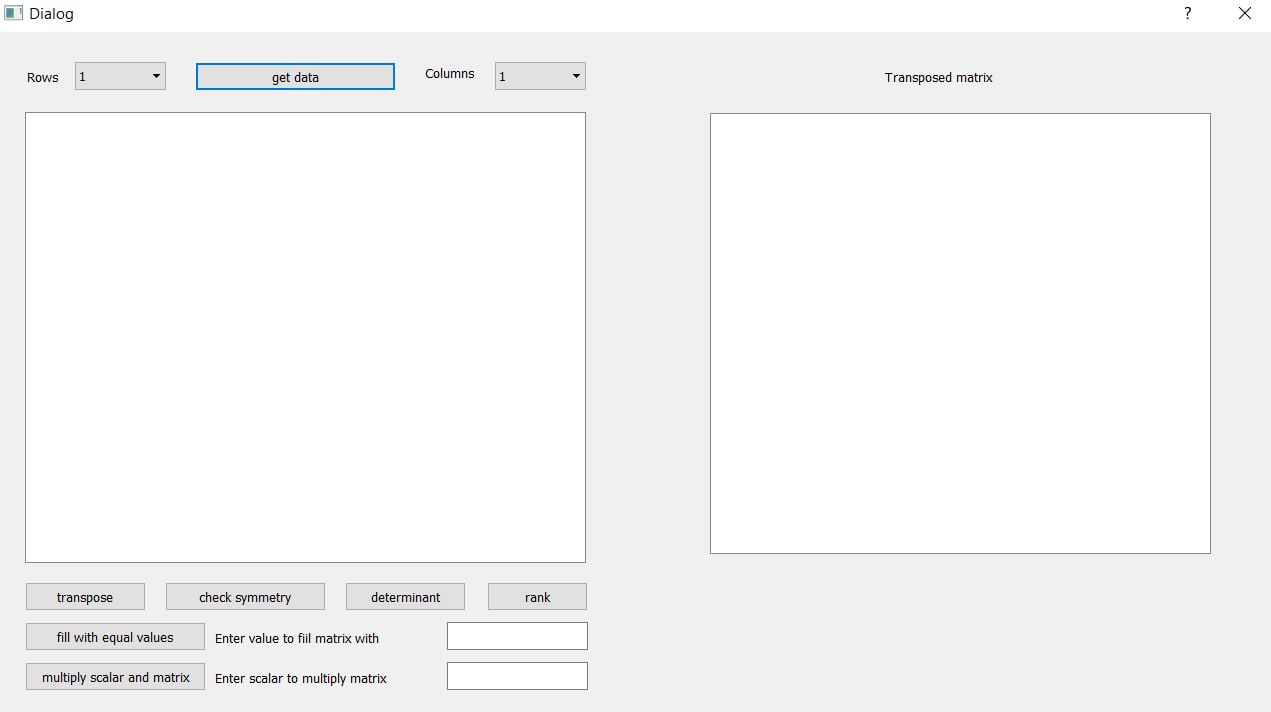 Dialog
?
Rows 1 get data Columns 1 Transposed matrix
transpose check symmetry determinant rank
fill with equal values Enter value to fiil matrix with
multiply scalar and matrix Enter scalar to multiply matrix